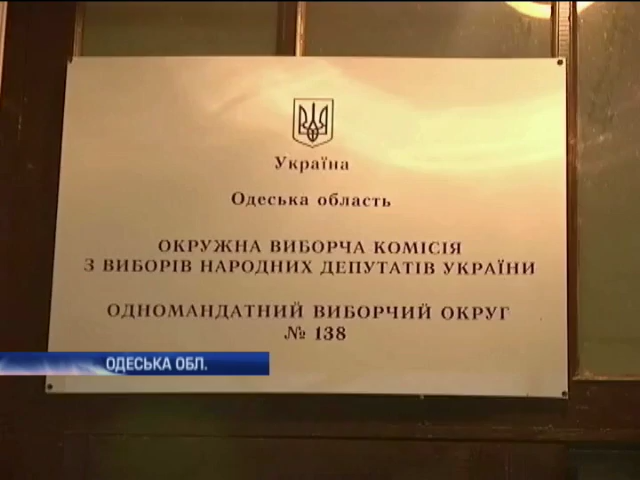 Україна
Одеська область
ОКРУЖНА ВИБОРЧА КОМІСІЯ
З ВИБОРІВ НАРОДНИХ ДЕПУТАТІВ УКРАЇНИ
ОДНОМАНДАТНИЙ ВИБОРЧИЙ ОКРУГ
№ 138
ОДЕСЬКА ОБЛ.